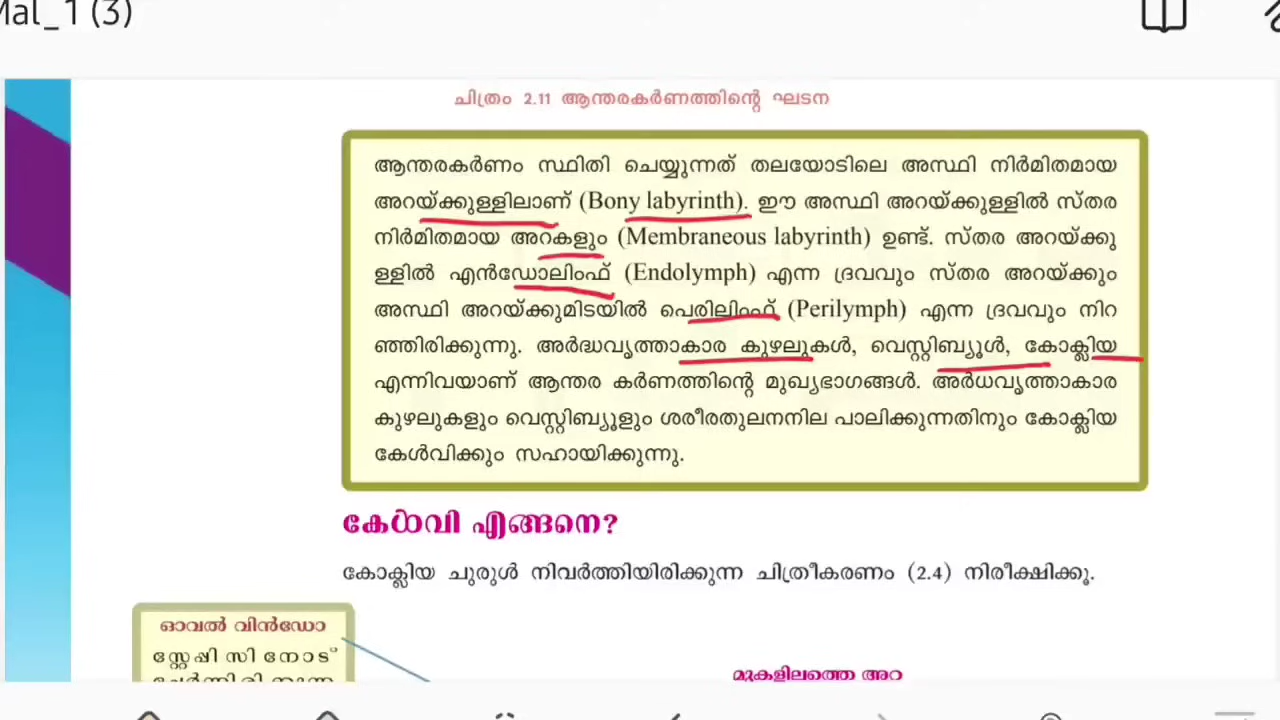 Mal_1 (3)
ചിത്രം 2.11 ആന്തരകർണത്തിന്റെ ഘടന
ആന്തരകർണം സ്ഥിതി ചെയ്യുന്നത് തലയോടിലെ അസ്ഥി നിർമിതമായ
അറയ്ക്കുള്ളിലാണ് (Bony labyrinth). ഈ അസ്ഥി അറയ്ക്കുള്ളിൽ സ്തര
നിർമിതമായ അറകളും (Membraneous labyrinth) ഉണ്ട്. സ്തര അറയ്ക്കു
ള്ളിൽ എൻഡോലിംഫ് (Endolymph) എന്ന ദ്രവവും സ്തര അറയ്ക്കും
അസ്ഥി അറയ്ക്കുമിടയിൽ പെരിലിംഫ് (Perilymph) എന്ന ദ്രവവും നിറ
ഞ്ഞിരിക്കുന്നു. അർദ്ധവൃത്താകാര കുഴലുകൾ, വെസ്റ്റിബ്യൂൾ, കോക്ലിയ
എന്നിവയാണ് ആന്തര കർണത്തിന്റെ മുഖ്യഭാഗങ്ങൾ. അർധവൃത്താകാര
കുഴലുകളും വെസ്റ്റിബ്യൂളും ശരീരതുലനനില പാലിക്കുന്നതിനും കോക്ലിയ
കേൾവിക്കും സഹായിക്കുന്നു.
കേൾവി എങ്ങനെ?
കോക്ലിയ ചുരുൾ നിവർത്തിയിരിക്കുന്ന ചിത്രീകരണം (2.4) നിരീക്ഷിക്കൂ.
ഓവൽ വിൻഡോ
സ്റ്റേപ്പിസിനോട്
മുകളിലത്തെ അറ